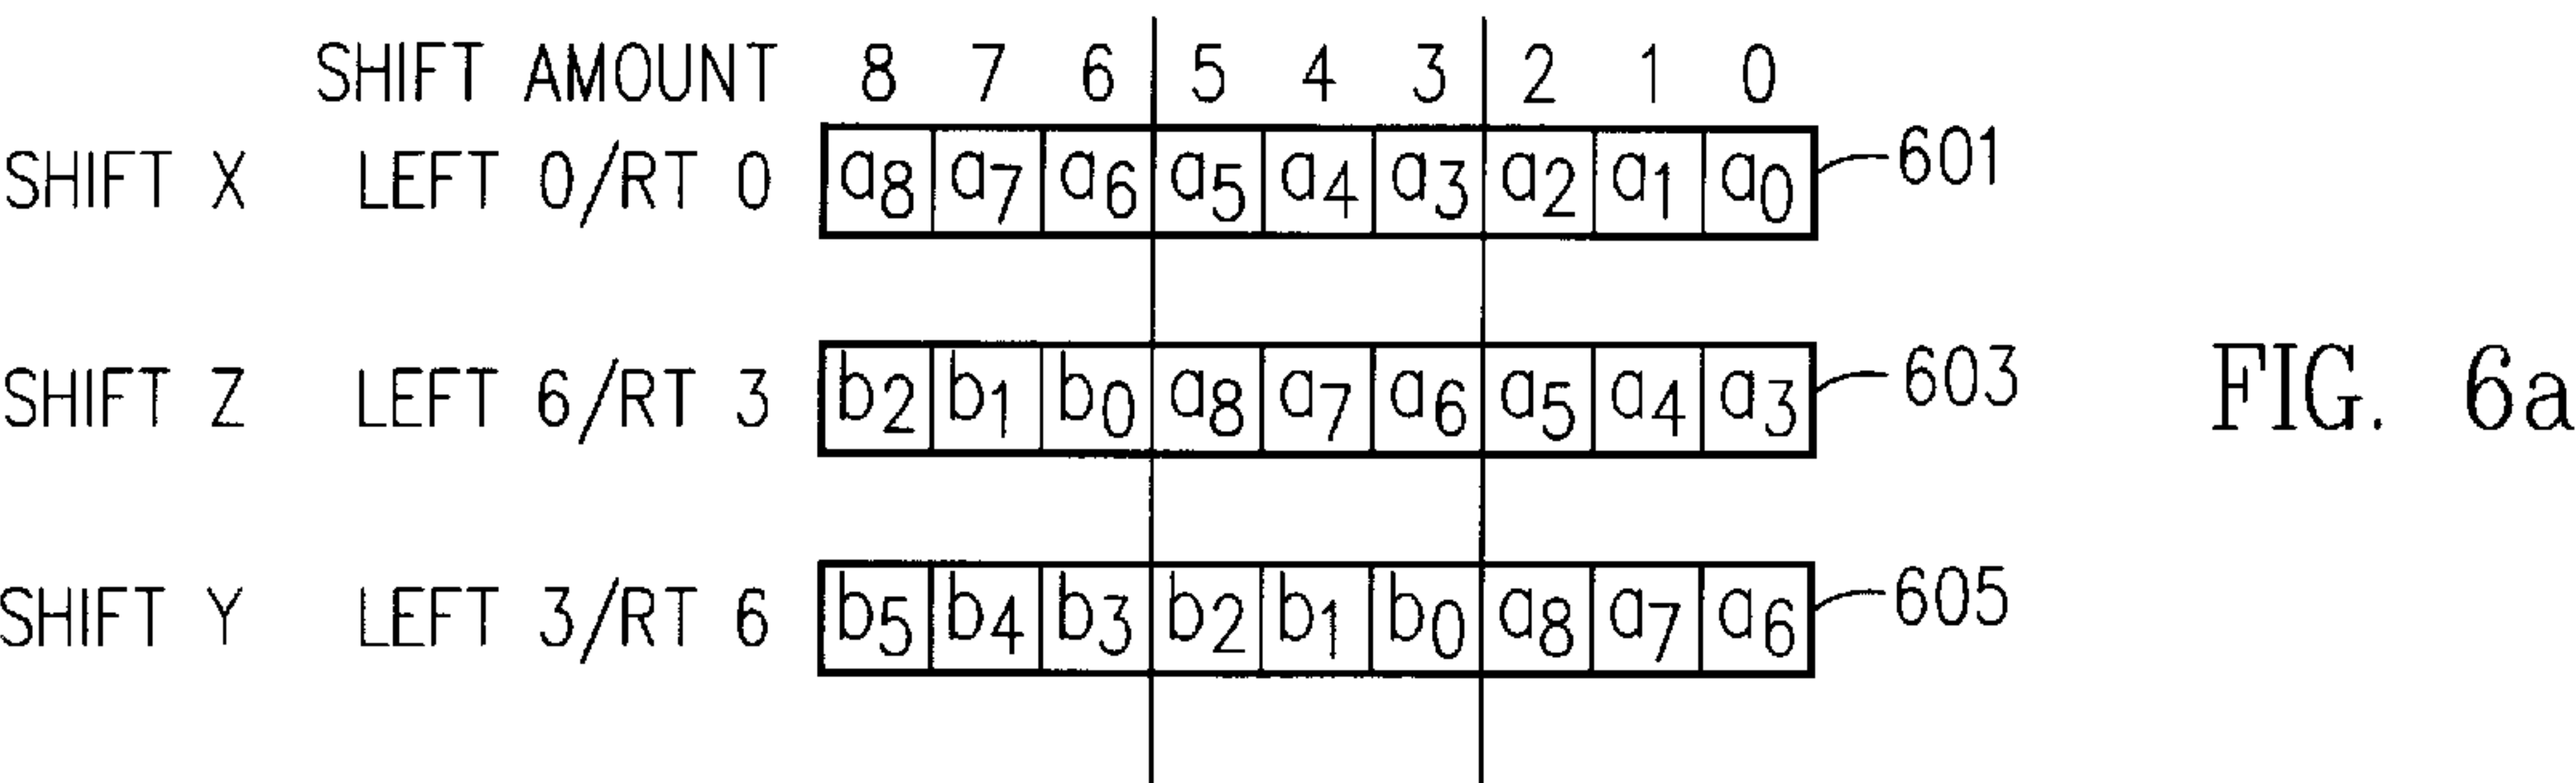 SHIFT AMOUNT 8 7 6 5 4 3 2 1 0
SHIFT X LEFT 0/RT 0 a8 a7 a6 a5 a4 a3 a2 a1 a0 601
SHIFT Z LEFT 6/RT 3 b2 b1 b0 a8 a7 a6 a5 a4 a3 603
FIG. 6a
SHIFT Y LEFT 3/RT 6 b5 b4 b3 b2 b1 b0 a8 a7 a6 605